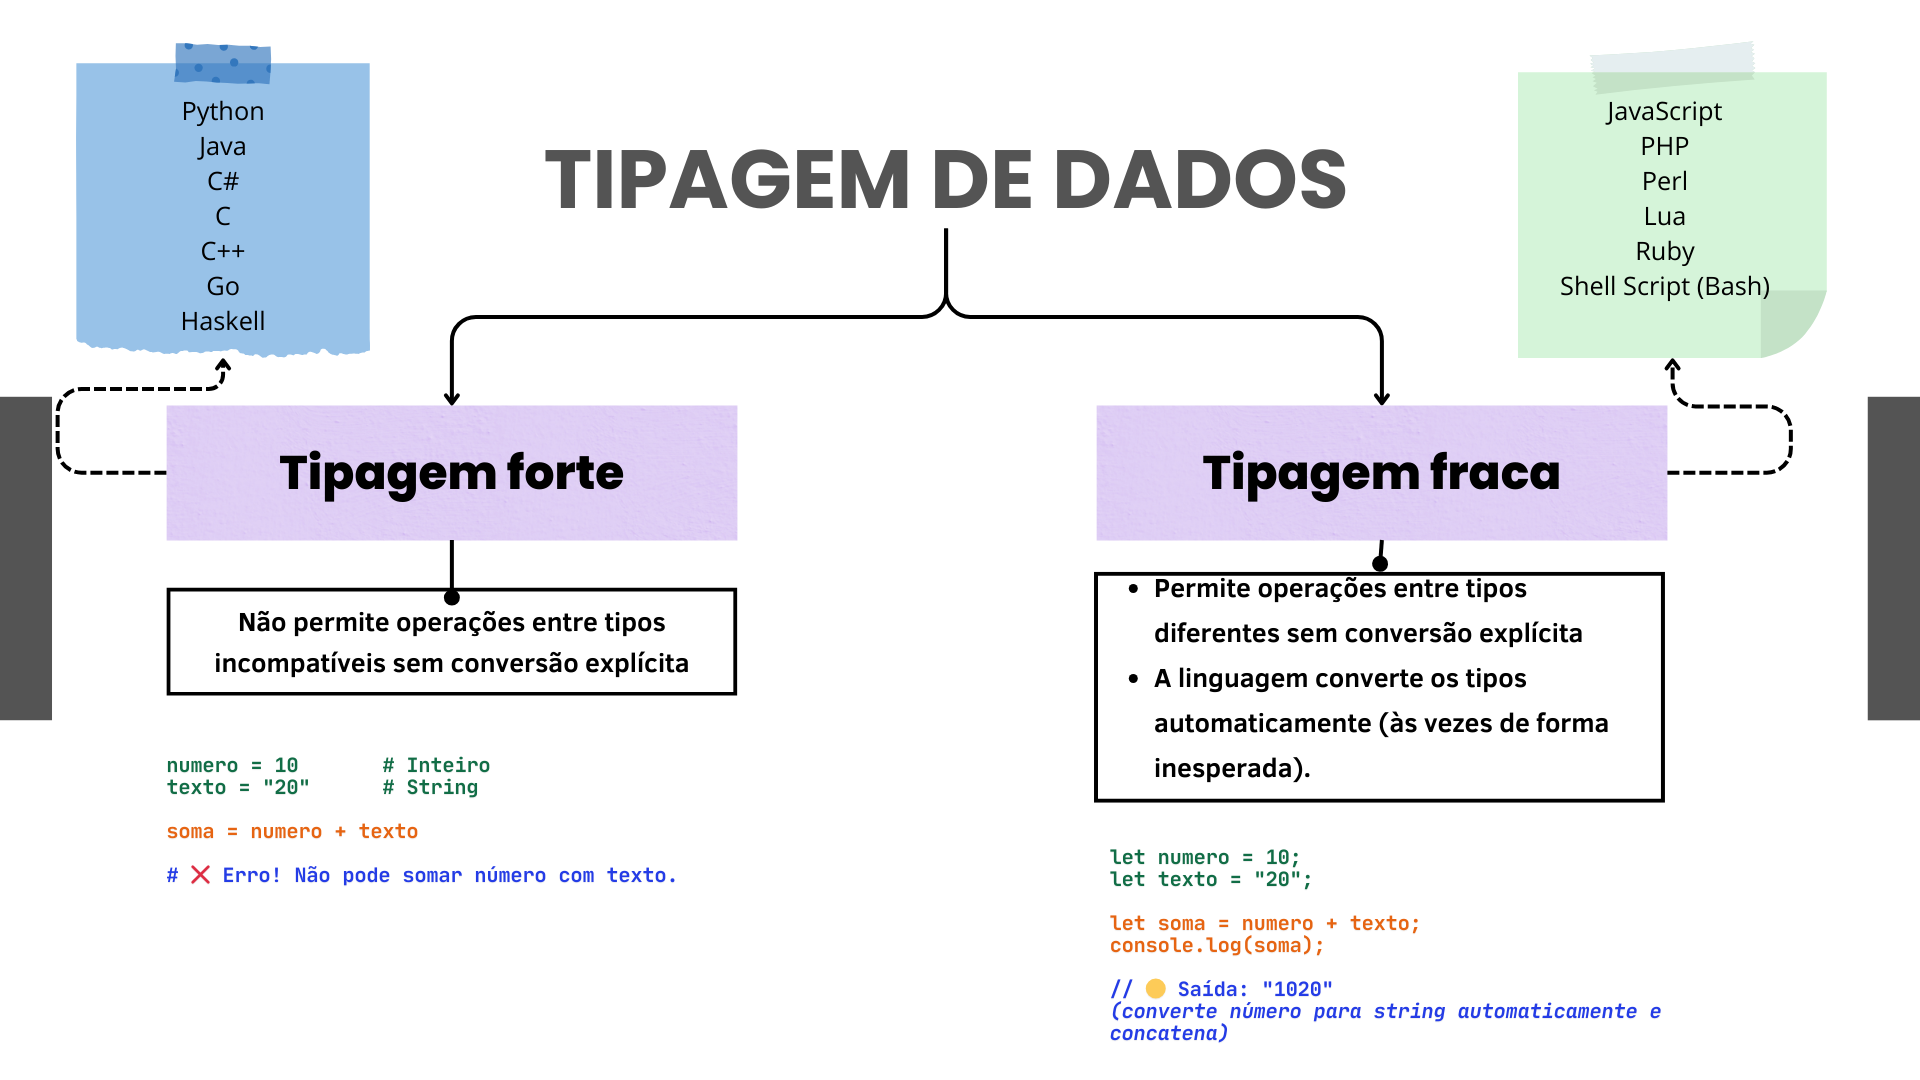 TIPAGEM DE DADOS
Python
Java
C#
C
C++
Go
Haskell
JavaScript
PHP
Perl
Lua
Ruby
Shell Script (Bash)
Tipagem forte
Não permite operações entre tipos
incompatíveis sem conversão explícita
numero = 10       # Inteiro
texto = "20"      # String
soma = numero + texto
# ❌ Erro! Não pode somar número com texto.
Tipagem fraca
• Permite operações entre tipos
diferentes sem conversão explícita
• A linguagem converte os tipos
automaticamente (às vezes de forma
inesperada).
let numero = 10;
let texto = "20";
let soma = numero + texto;
console.log(soma);
// 🟡 Saída: "1020"
(converte número para string automaticamente e
concatena)